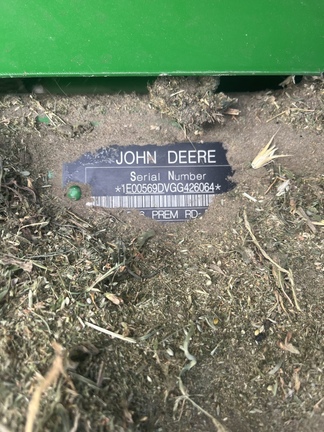 JOHN DEERE
Serial Number
*1E00569DVGG426064*
PREM RD-